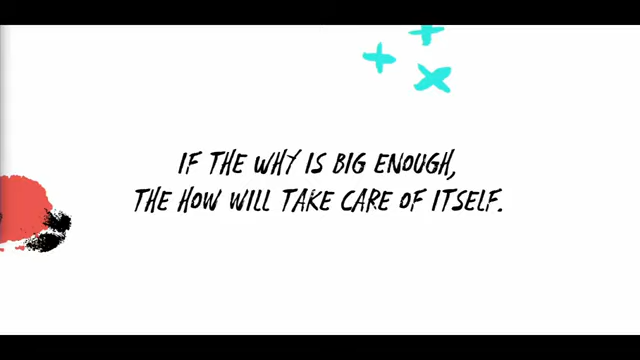 IF THE WHY IS BIG ENOUGH,
THE HOW WILL TAKE CARE OF ITSELF.